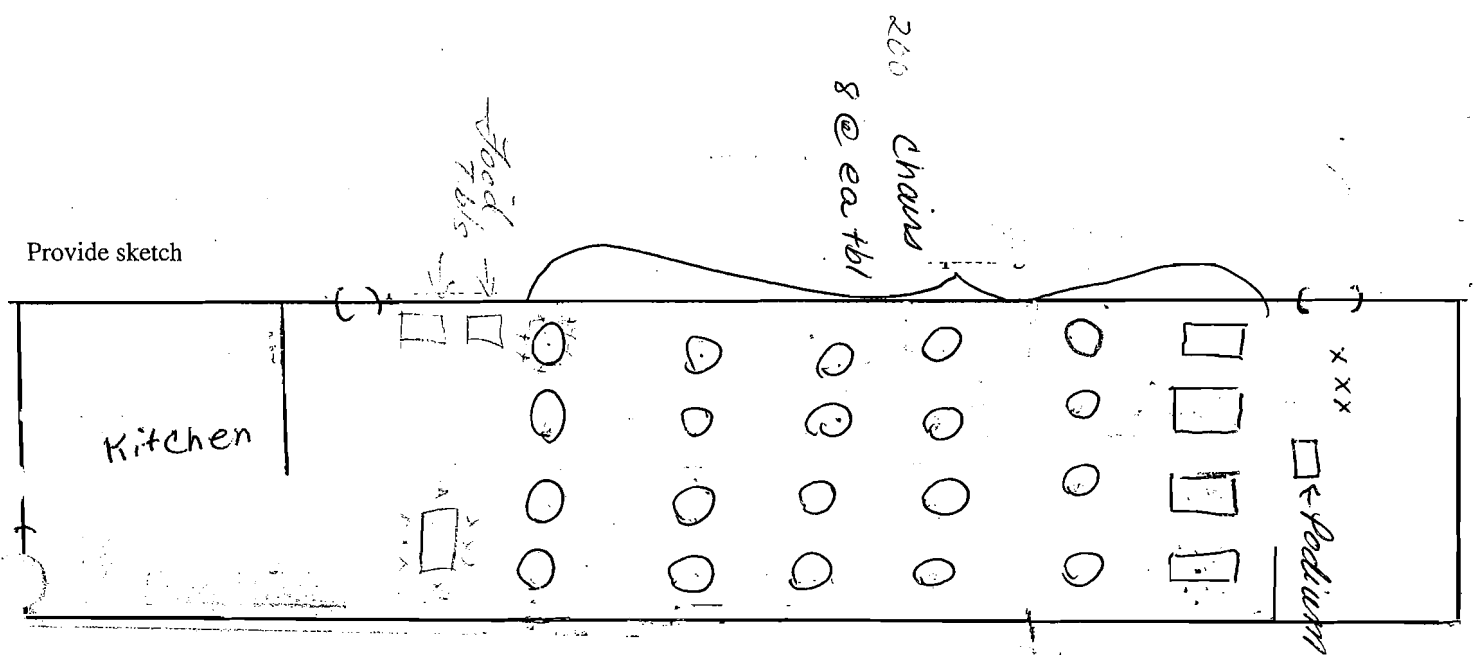 200 chairs
8 @ ea tbl
Food
Tbls
Provide sketch
Kitchen
x x x
← Podium